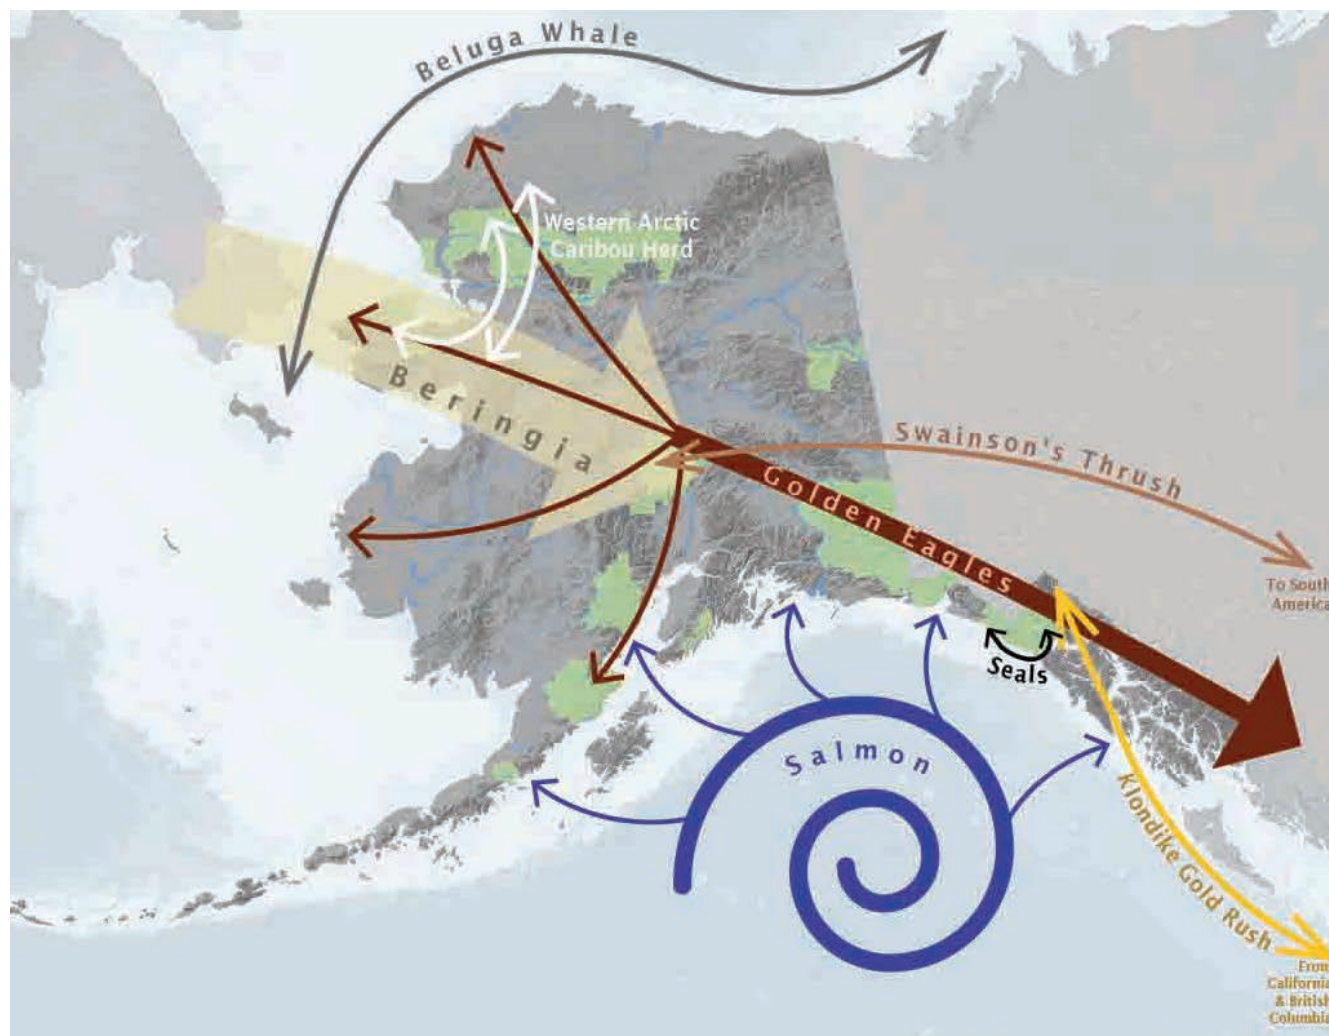 Beluga Whale
Western Arctic
Caribou Herd
Beringia
Swainson's Thrush
Golden Eagles
To South
America
Seals
Salmon
Klondike Gold Rush
From
California
& British
Columbia